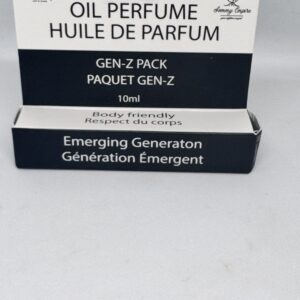 OIL PERFUME
HUILE DE PARFUM
GEN-Z PACK
PAQUET GEN-Z
10ml
Body friendly
Respect du corps
Emerging Generaton
Génération Émergent